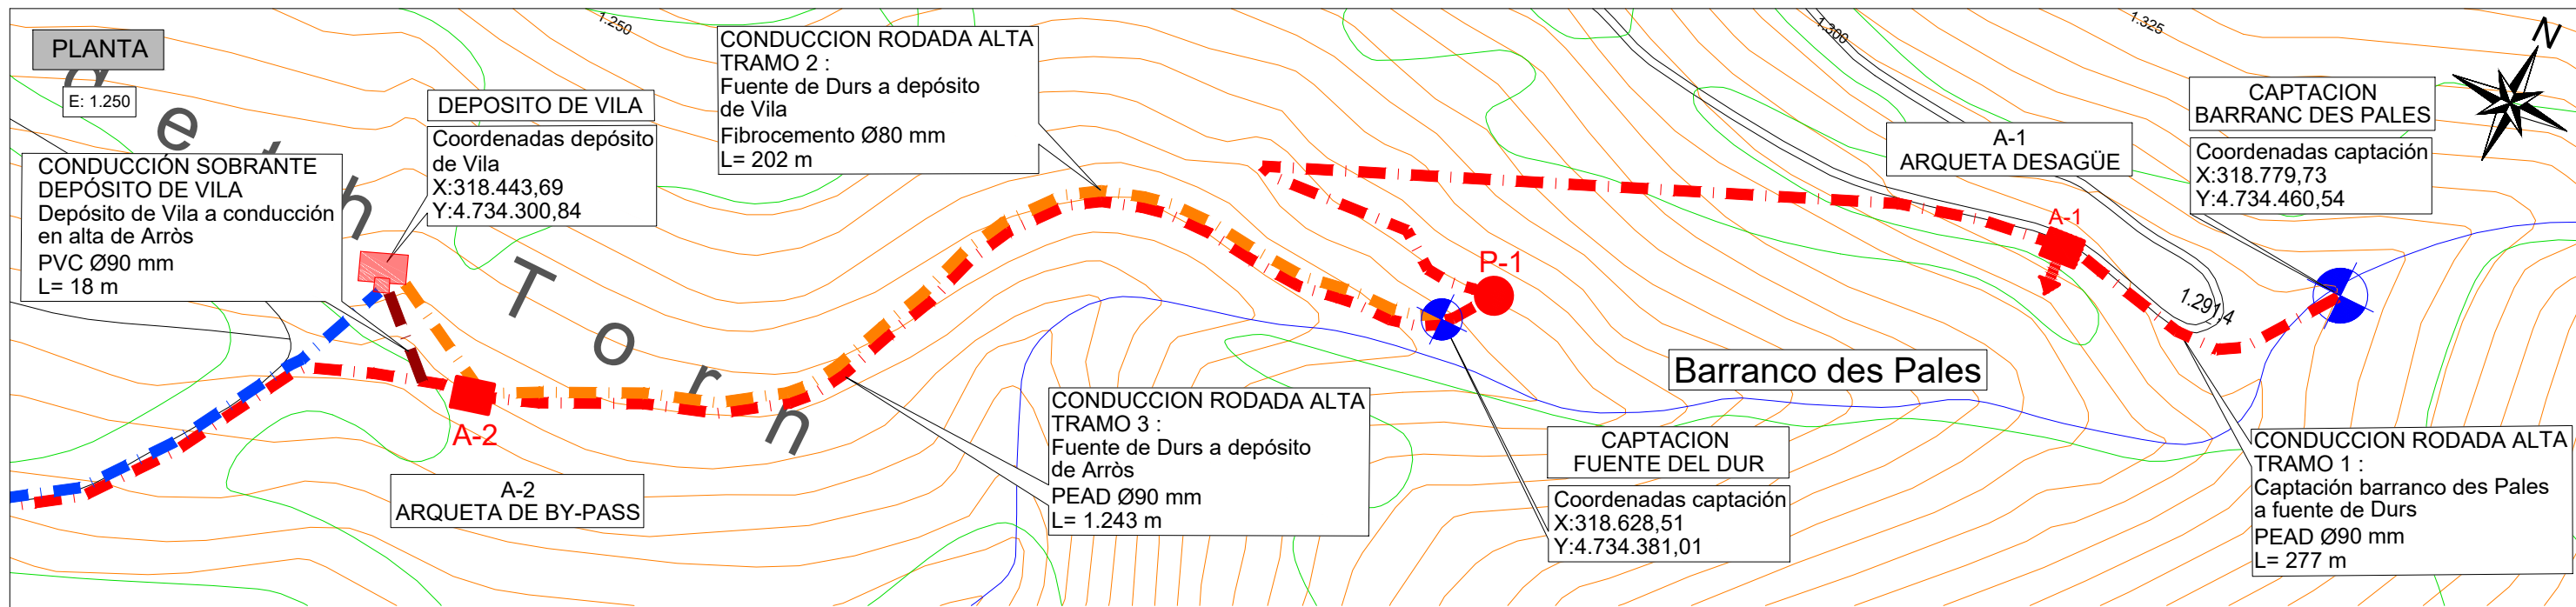 PLANTA
E: 1.250
deth Torn
1.250
1.300
1.325
N
CONDUCCIÓN SOBRANTE
DEPÓSITO DE VILA
Depósito de Vila a conducción
en alta de Arròs
PVC Ø90 mm
L= 18 m
DEPOSITO DE VILA
Coordenadas depósito
de Vila
X:318.443,69
Y:4.734.300,84
CONDUCCION RODADA ALTA
TRAMO 2 :
Fuente de Durs a depósito
de Vila
Fibrocemento Ø80 mm
L= 202 m
A-1
ARQUETA DESAGÜE
CAPTACION
BARRANC DES PALES
Coordenadas captación
X:318.779,73
Y:4.734.460,54
A-1
P-1
1.291,4
Barranco des Pales
A-2
A-2
ARQUETA DE BY-PASS
CONDUCCION RODADA ALTA
TRAMO 3 :
Fuente de Durs a depósito
de Arròs
PEAD Ø90 mm
L= 1.243 m
CAPTACION
FUENTE DEL DUR
Coordenadas captación
X:318.628,51
Y:4.734.381,01
CONDUCCION RODADA ALTA
TRAMO 1 :
Captación barranco des Pales
a fuente de Durs
PEAD Ø90 mm
L= 277 m